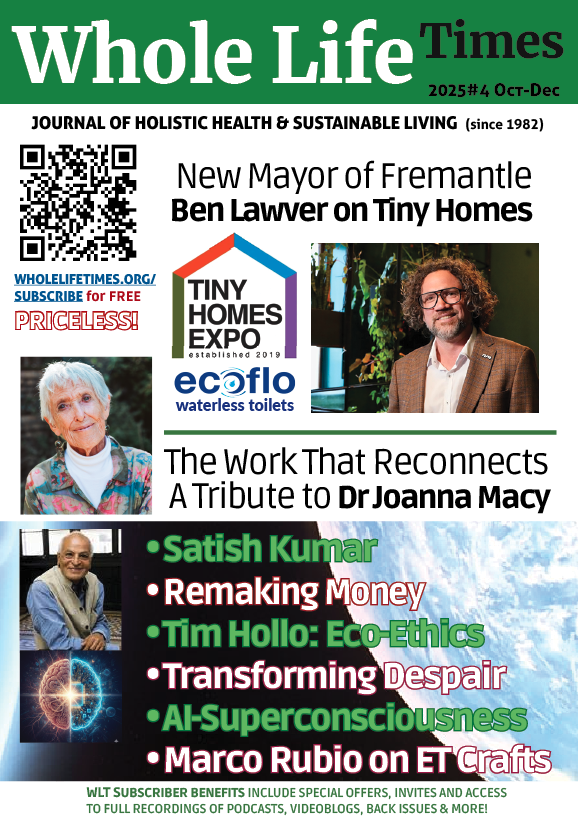 Whole Life Times
2025#4 Oct-Dec
JOURNAL OF HOLISTIC HEALTH & SUSTAINABLE LIVING (since 1982)
New Mayor of Fremantle
Ben Lawver on Tiny Homes
WHOLELIFETIMES.ORG/
SUBSCRIBE for FREE
PRICELESS!
TINY
HOMES
EXPO
established 2019
ecoflo
waterless toilets
The Work That Reconnects
A Tribute to Dr Joanna Macy
• Satish Kumar
• Remaking Money
• Tim Hollo: Eco-Ethics
• Transforming Despair
• AI-Superconsciousness
• Marco Rubio on ET Crafts
WLT SUBSCRIBER BENEFITS INCLUDE SPECIAL OFFERS, INVITES AND ACCESS
TO FULL RECORDINGS OF PODCASTS, VIDEOBLOGS, BACK ISSUES & MORE!